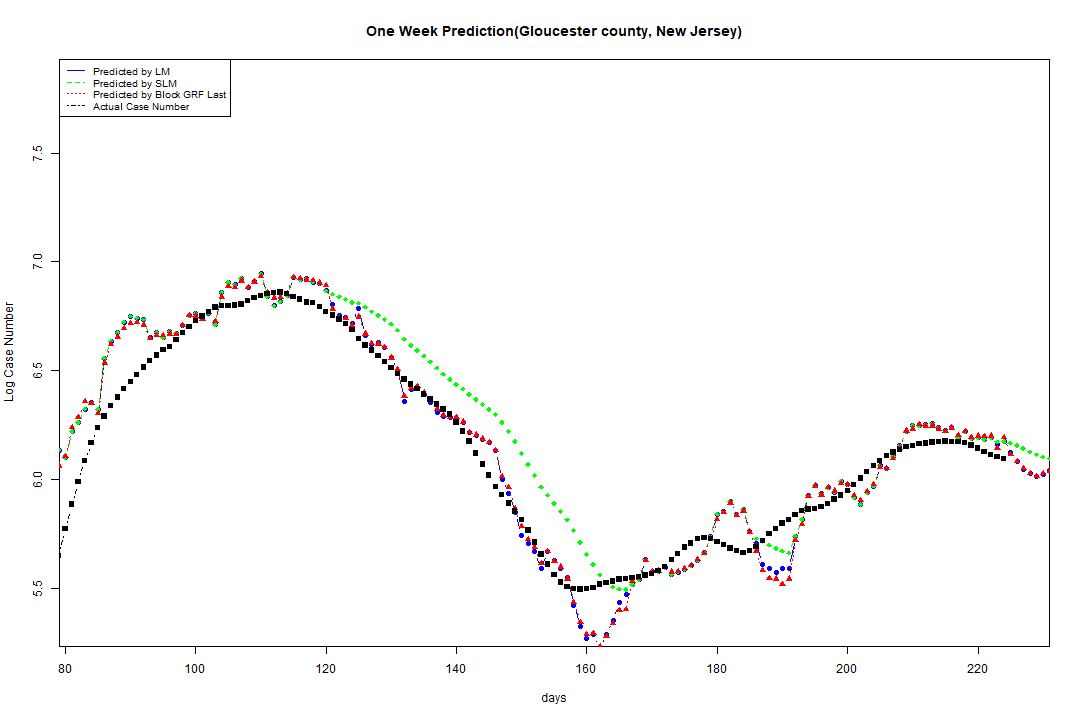 One Week Prediction(Gloucester county, New Jersey)
Predicted by LM
Predicted by SLM
Predicted by Block GRF Last
Actual Case Number
Log Case Number
7.5
7.0
6.5
6.0
5.5
80 100 120 140 160 180 200 220
days